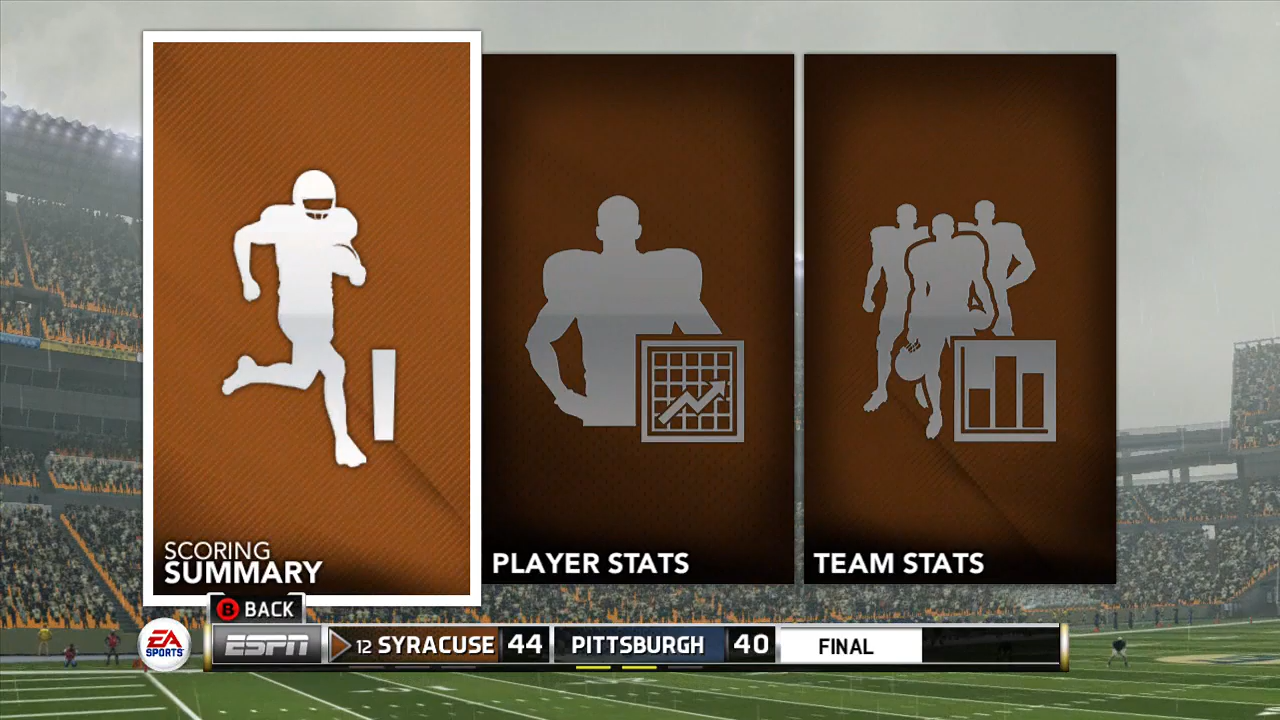 SCORING
SUMMARY
PLAYER STATS
TEAM STATS
B BACK
EA SPORTS ESPN 12 SYRACUSE 44 PITTSBURGH 40 FINAL